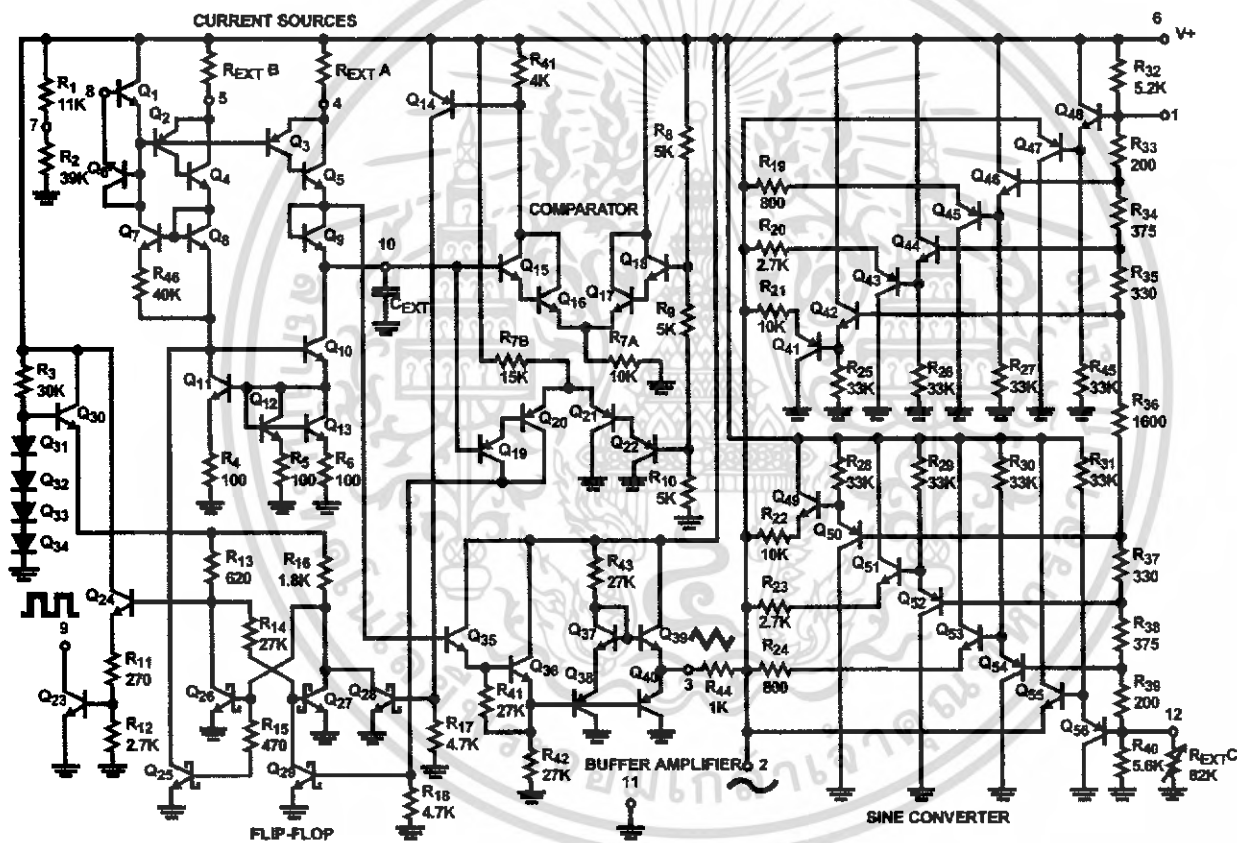 CURRENT SOURCES
6
V+
R1
11K
8
Q1
REXT B
5
REXT A
4
Q14
R41
4K
R8
5K
Q48
R32
5.2K
1
7
R2
39K
Q2
Q3
Q6
Q4
Q5
Q47
R33
200
R19
800
Q46
Q45
R34
375
COMPARATOR
Q7
Q8
Q9
10
CEXT
R46
40K
Q15
Q16
Q17
Q18
R9
5K
R20
2.7K
Q44
Q43
R35
330
R21
10K
Q42
Q41
R7B
15K
R7A
10K
Q10
R3
30K
Q30
Q11
Q12
Q13
R25
33K
R26
33K
R27
33K
R45
33K
R36
1600
Q31
Q32
Q33
Q34
R4
100
R5
100
R6
100
Q19
Q20
Q21
Q22
R10
5K
R28
33K
R29
33K
R30
33K
R31
33K
Q49
R22
10K
Q50
R13
620
R16
1.8K
R43
27K
Q51
R37
330
R23
2.7K
Q52
9
Q24
R14
27K
Q35
Q37
Q39
Q53
R38
375
R24
800
Q54
R11
270
Q23
Q26
Q27
Q28
Q36
Q38
Q40
3
R44
1K
Q55
R39
200
R12
2.7K
R15
470
R17
4.7K
R41
27K
Q56
12
Q25
Q29
R42
27K
BUFFER AMPLIFIER
2
R40
5.6K
REXTC
82K
R18
4.7K
11
FLIP-FLOP
SINE CONVERTER